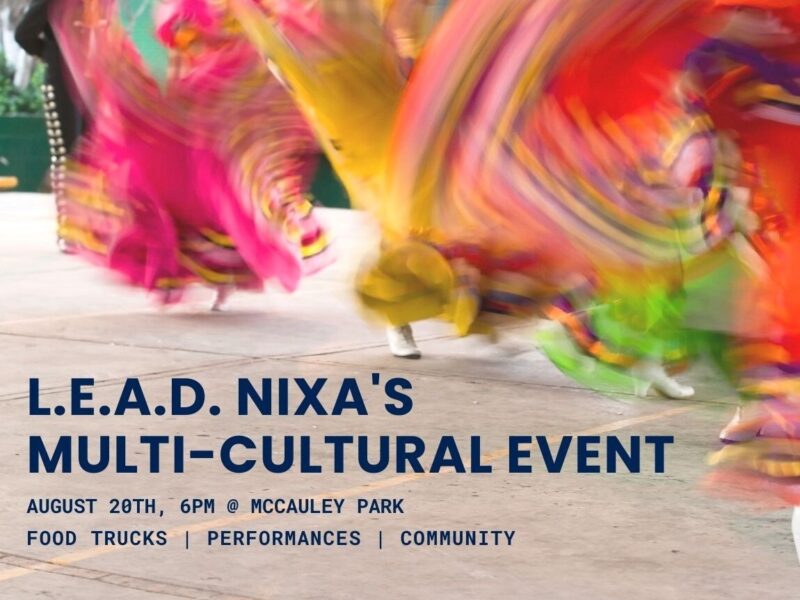 L.E.A.D. NIXA'S
MULTI-CULTURAL EVENT
AUGUST 20TH, 6PM @ MCCAULEY PARK
FOOD TRUCKS | PERFORMANCES | COMMUNITY